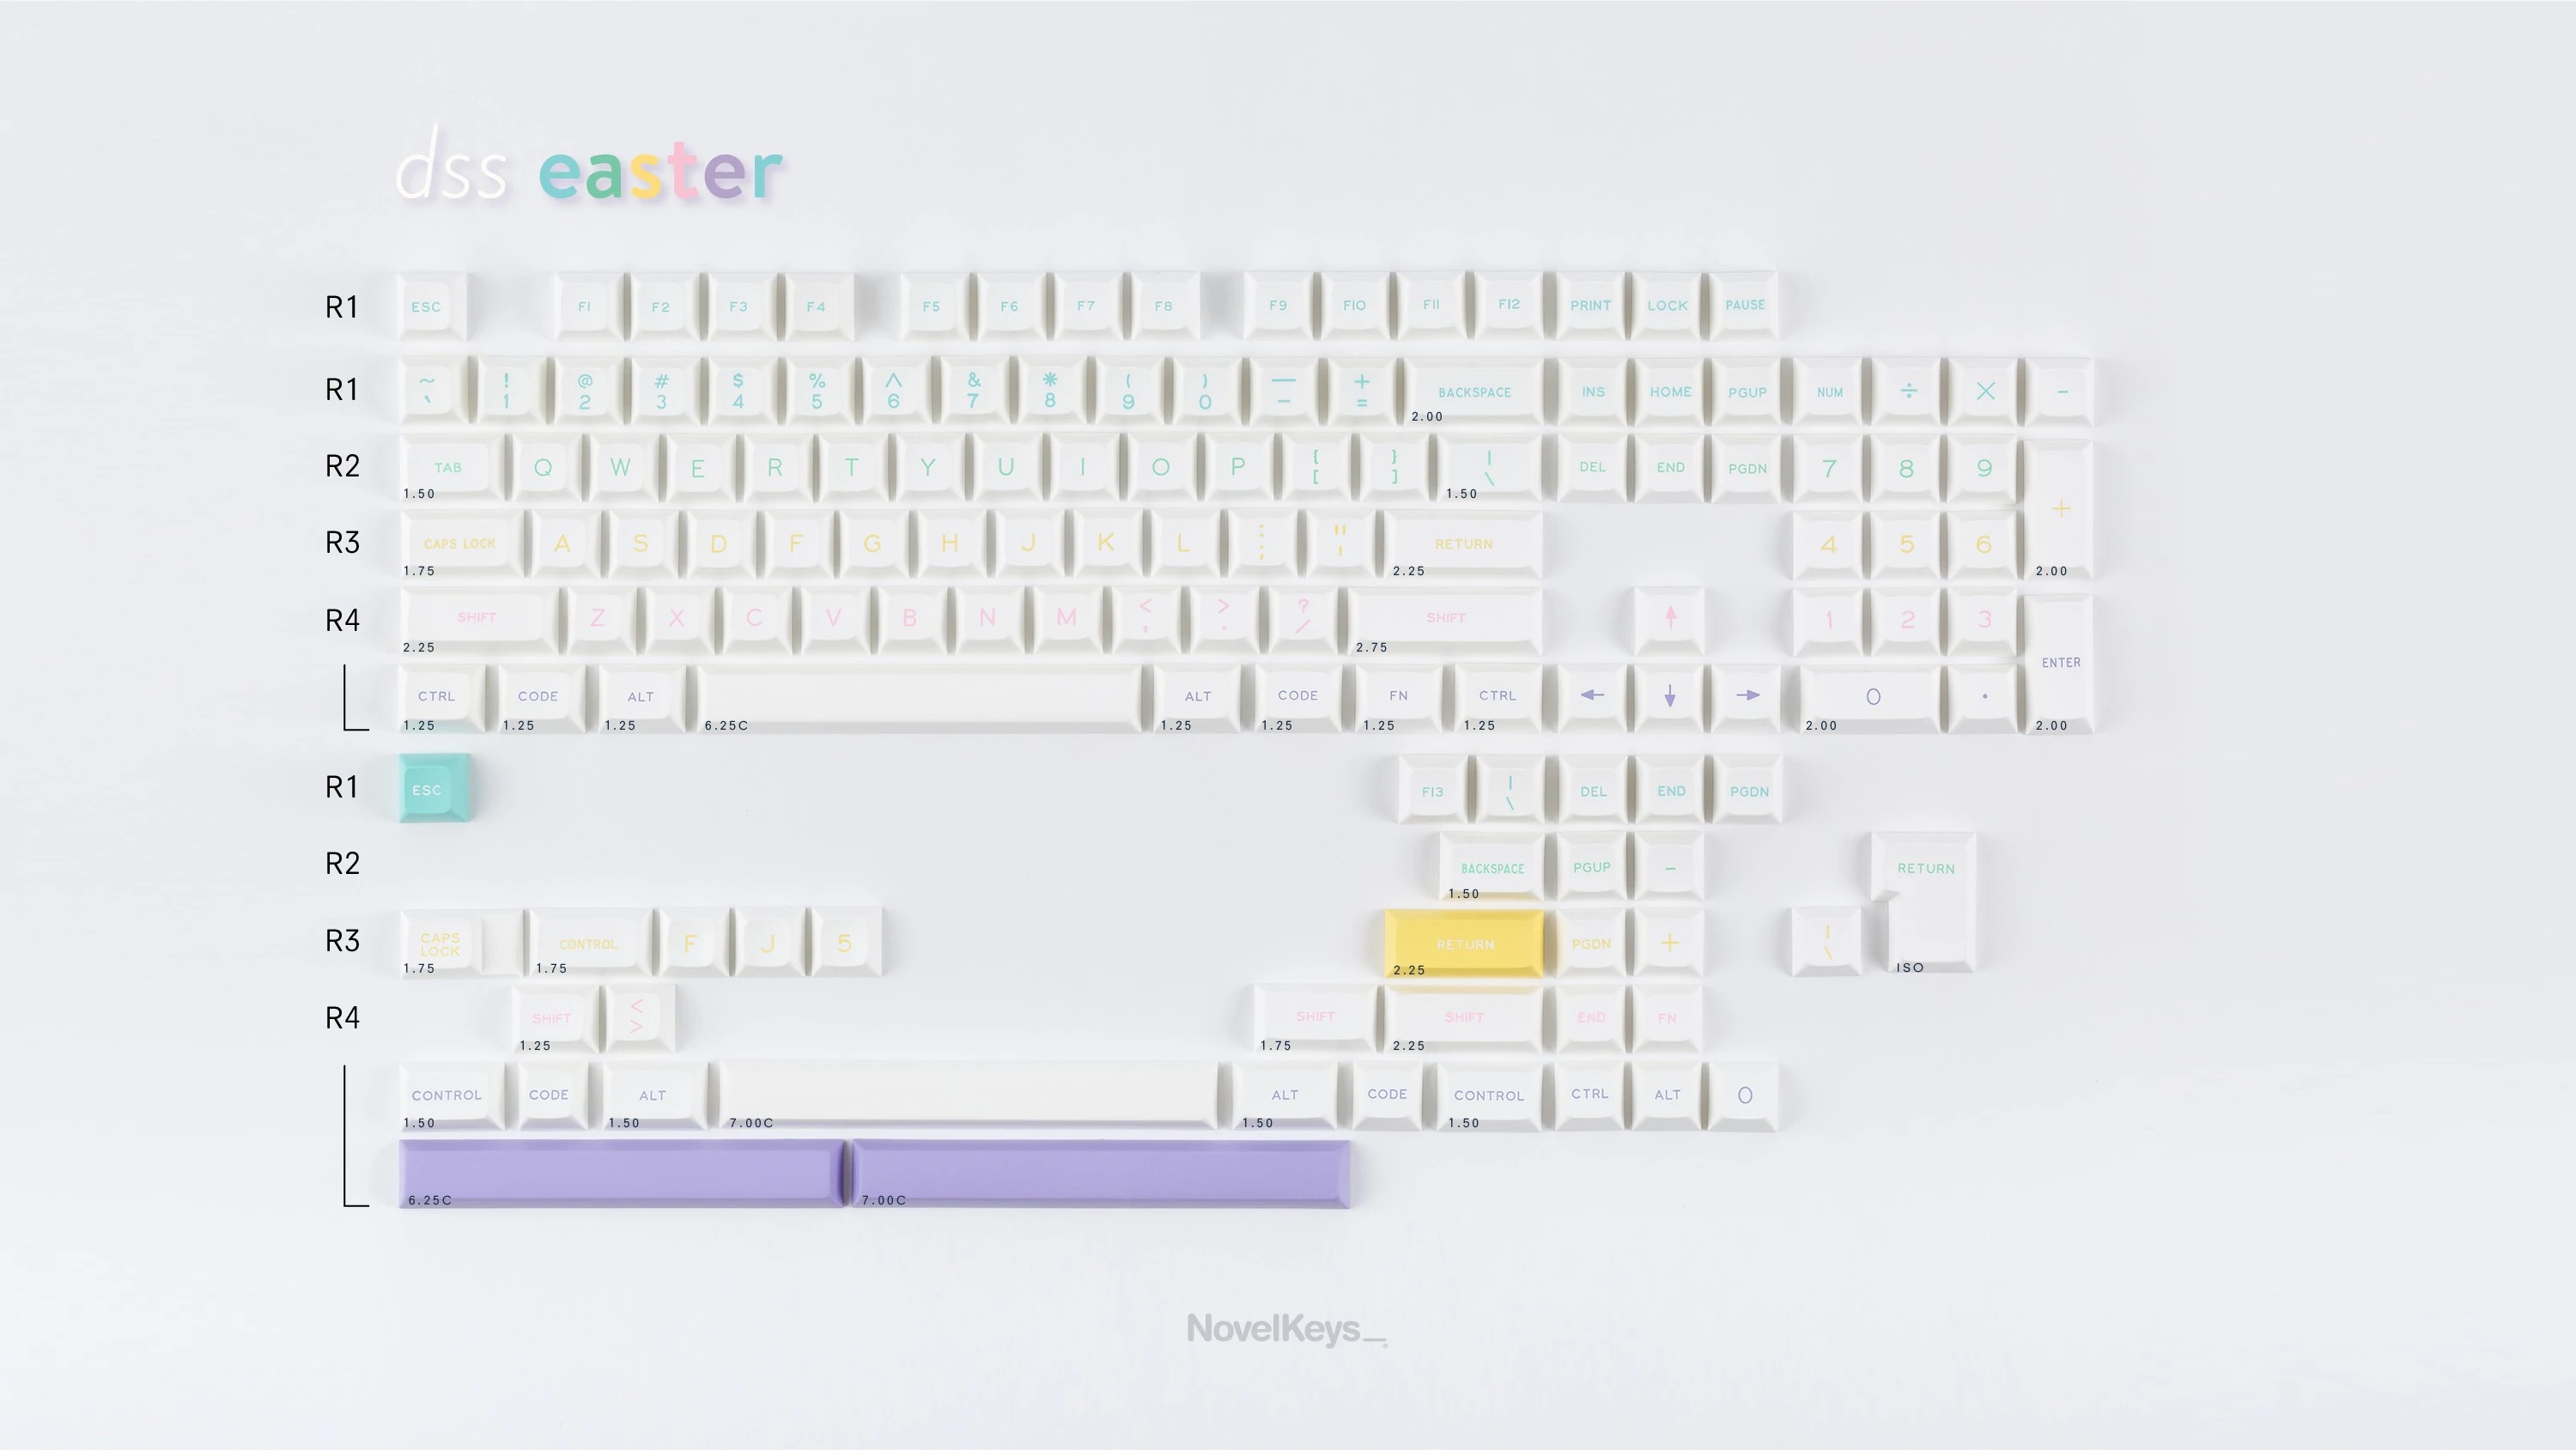 dss easter
R1 ESC F1 F2 F3 F4 F5 F6 F7 F8 F9 F10 F11 F12 PRINT LOCK PAUSE
R1 ~ ` ! 1 @ 2 # 3 $ 4 % 5 ^ 6 & 7 * 8 ( 9 ) 0 — - + = BACKSPACE 2.00 INS HOME PGUP NUM ÷ × -
R2 TAB 1.50 Q W E R T Y U I O P { [ } ] | \ 1.50 DEL END PGDN 7 8 9 + 2.00
R3 CAPS LOCK 1.75 A S D F G H J K L : ; " ' RETURN 2.25 4 5 6
R4 SHIFT 2.25 Z X C V B N M < , > . ? / SHIFT 2.75 ↑ 1 2 3 ENTER 2.00
CTRL 1.25 CODE 1.25 ALT 1.25 6.25C ALT 1.25 CODE 1.25 FN 1.25 CTRL 1.25 ← ↓ → 0 2.00 .
R1 ESC F13 | \ DEL END PGDN
R2 BACKSPACE 1.50 PGUP - RETURN ISO
R3 CAPS LOCK 1.75 CONTROL 1.75 F J 5 RETURN 2.25 PGDN + | \
R4 SHIFT 1.25 < > SHIFT 1.75 SHIFT 2.25 END FN
CONTROL 1.50 CODE ALT 1.50 7.00C ALT 1.50 CODE CONTROL 1.50 CTRL ALT 0
6.25C 7.00C
NovelKeys_